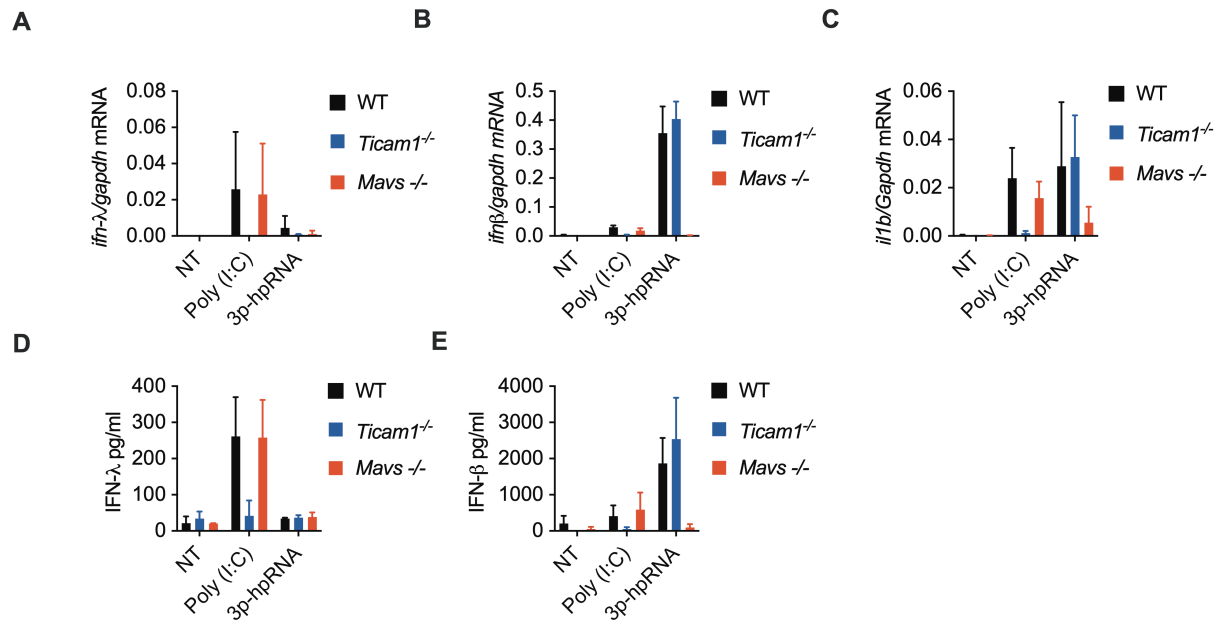 A
B
C
ifn-λ/gapdh mRNA
0.08
0.06
0.04
0.02
0.00
NT
Poly (I:C)
3p-hpRNA
WT
Ticam1-/-
Mavs -/-
ifnβ/gapdh mRNA
0.5
0.4
0.3
0.2
0.1
0.0
NT
Poly (I:C)
3p-hpRNA
WT
Ticam1-/-
Mavs -/-
il1b/Gapdh mRNA
0.06
0.04
0.02
0.00
NT
Poly (I:C)
3p-hpRNA
WT
Ticam1-/-
Mavs -/-
D
E
IFN-λ pg/ml
400
300
200
100
0
NT
Poly (I:C)
3p-hpRNA
WT
Ticam1-/-
Mavs -/-
IFN-β pg/ml
4000
3000
2000
1000
0
NT
Poly (I:C)
3p-hpRNA
WT
Ticam1-/-
Mavs -/-